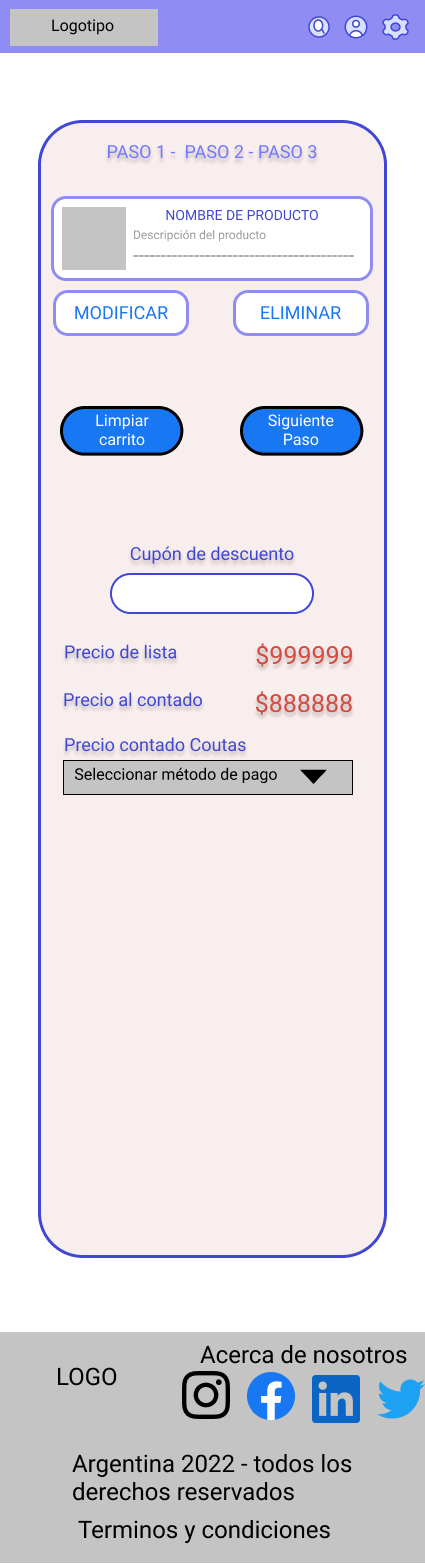 Logotipo
PASO 1 -  PASO 2 - PASO 3
NOMBRE DE PRODUCTO
Descripción del producto
----------------------------------------
MODIFICAR
ELIMINAR
Limpiar
carrito
Siguiente
Paso
Cupón de descuento
Precio de lista
$999999
Precio al contado
$888888
Precio contado Coutas
Seleccionar método de pago
Acerca de nosotros
LOGO
in
Argentina 2022 - todos los
derechos reservados
Terminos y condiciones